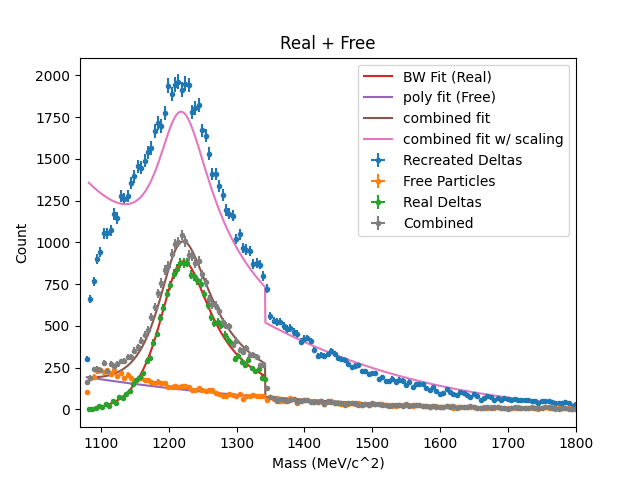 Real + Free
BW Fit (Real)
poly fit (Free)
combined fit
combined fit w/ scaling
Recreated Deltas
Free Particles
Real Deltas
Combined
Count
2000
1750
1500
1250
1000
750
500
250
0
1100 1200 1300 1400 1500 1600 1700 1800
Mass (MeV/c^2)